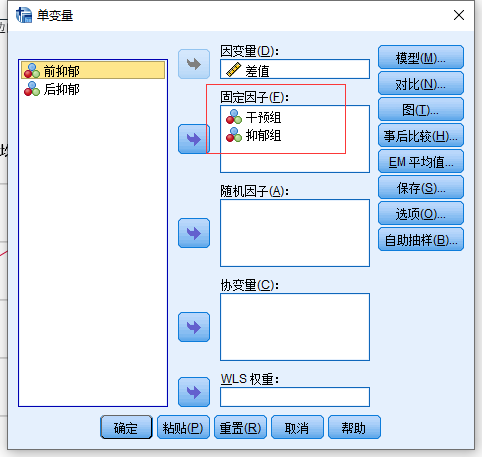 单变量
前抑郁
后抑郁
因变量(D):
差值
固定因子(F):
干预组
抑郁组
随机因子(A):
协变量(C):
WLS 权重:
模型(M)...
对比(N)...
图(T)...
事后比较(H)...
EM 平均值...
保存(S)...
选项(O)...
自助抽样(B)...
确定
粘贴(P)
重置(R)
取消
帮助